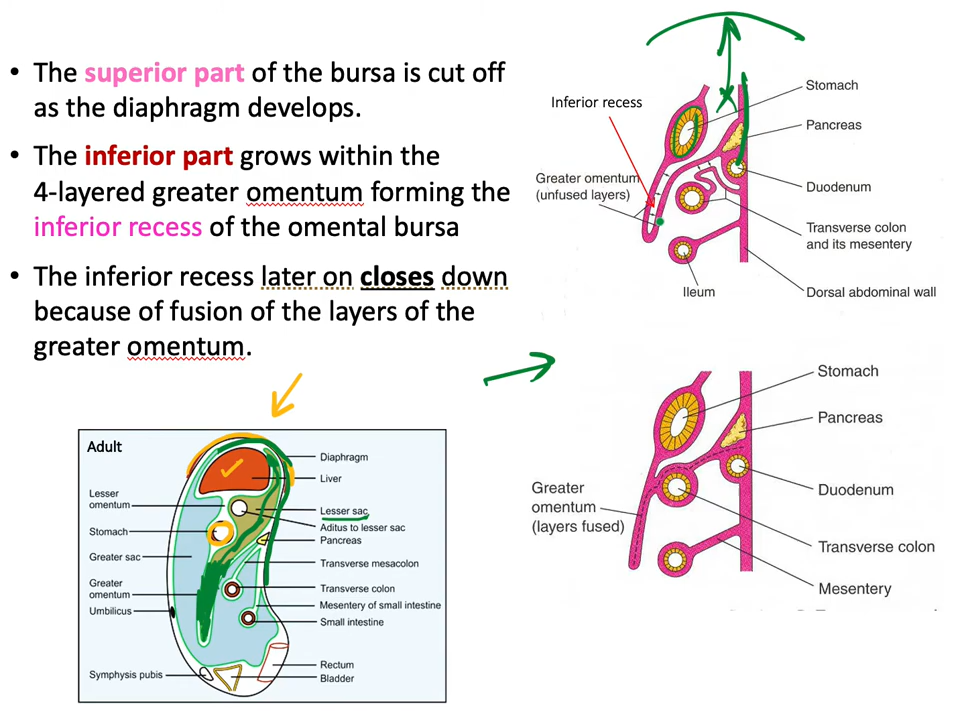 • The superior part of the bursa is cut off
as the diaphragm develops.
• The inferior part grows within the
4-layered greater omentum forming the
inferior recess of the omental bursa
• The inferior recess later on closes down
because of fusion of the layers of the
greater omentum.
Inferior recess
Stomach
Pancreas
Greater omentum
(unfused layers)
Duodenum
Transverse colon
and its mesentery
Ileum
Dorsal abdominal wall
Stomach
Pancreas
Greater
omentum
(layers fused)
Duodenum
Transverse colon
Mesentery
Adult
Diaphragm
Liver
Lesser
omentum
Lesser sac
Stomach
Aditus to lesser sac
Pancreas
Greater sac
Transverse mesacolon
Greater
omentum
Transverse colon
Umbilicus
Mesentery of small intestine
Small intestine
Rectum
Symphysis pubis
Bladder